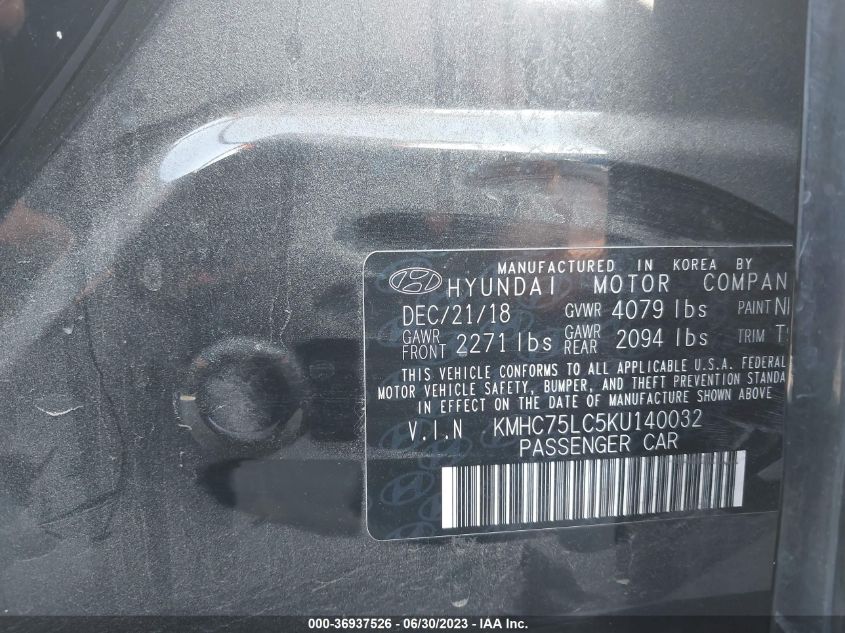 MANUFACTURED IN KOREA BY
HYUNDAI MOTOR COMPAN
DEC/21/18 GVWR 4079 lbs PAINT
GAWR FRONT 2271 lbs GAWR REAR 2094 lbs TRIM
THIS VEHICLE CONFORMS TO ALL APPLICABLE U.S.A. FEDERAL
MOTOR VEHICLE SAFETY, BUMPER, AND THEFT PREVENTION STANDA
IN EFFECT ON THE DATE OF MANUFACTURE SHOWN ABOVE
V.I.N KMHC75LC5KU140032
PASSENGER CAR
000-36937526 - 06/30/2023 - IAAI - Copyright IAA, Inc.